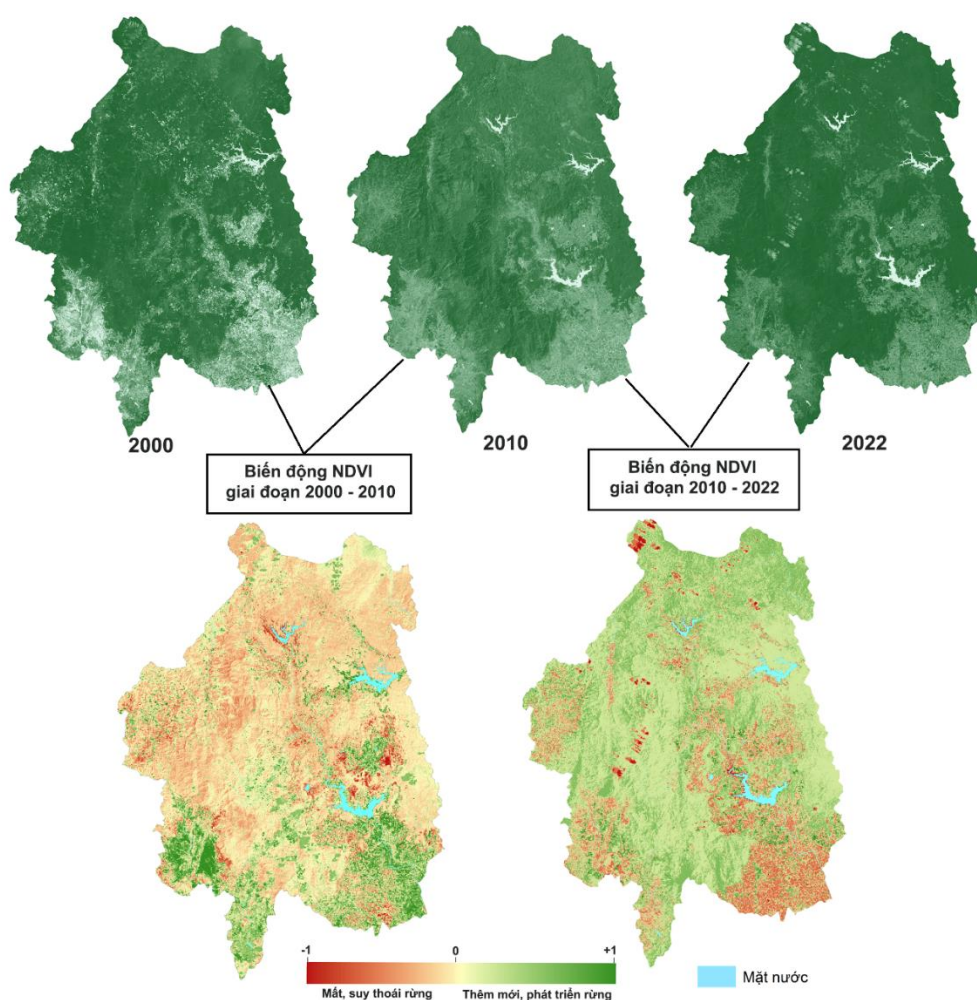 2000
2010
2022
Biến động NDVI
giai đoạn 2000 - 2010
Biến động NDVI
giai đoạn 2010 - 2022
-1
0
+1
Mất, suy thoái rừng
Thêm mới, phát triển rừng
Mặt nước